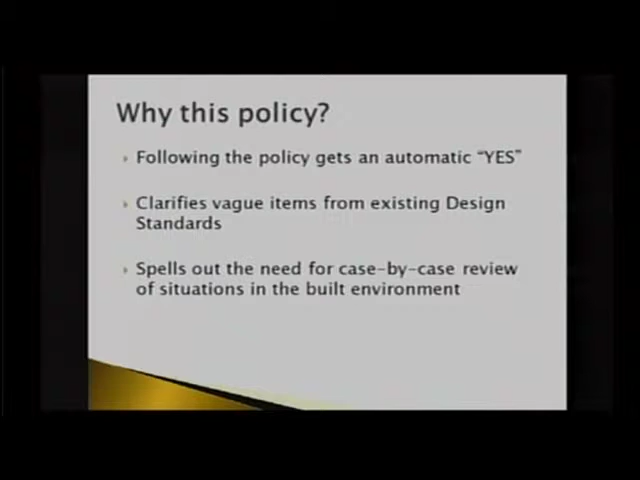 Why this policy?
Following the policy gets an automatic “YES”
Clarifies vague items from existing Design
Standards
Spells out the need for case-by-case review
of situations in the built environment